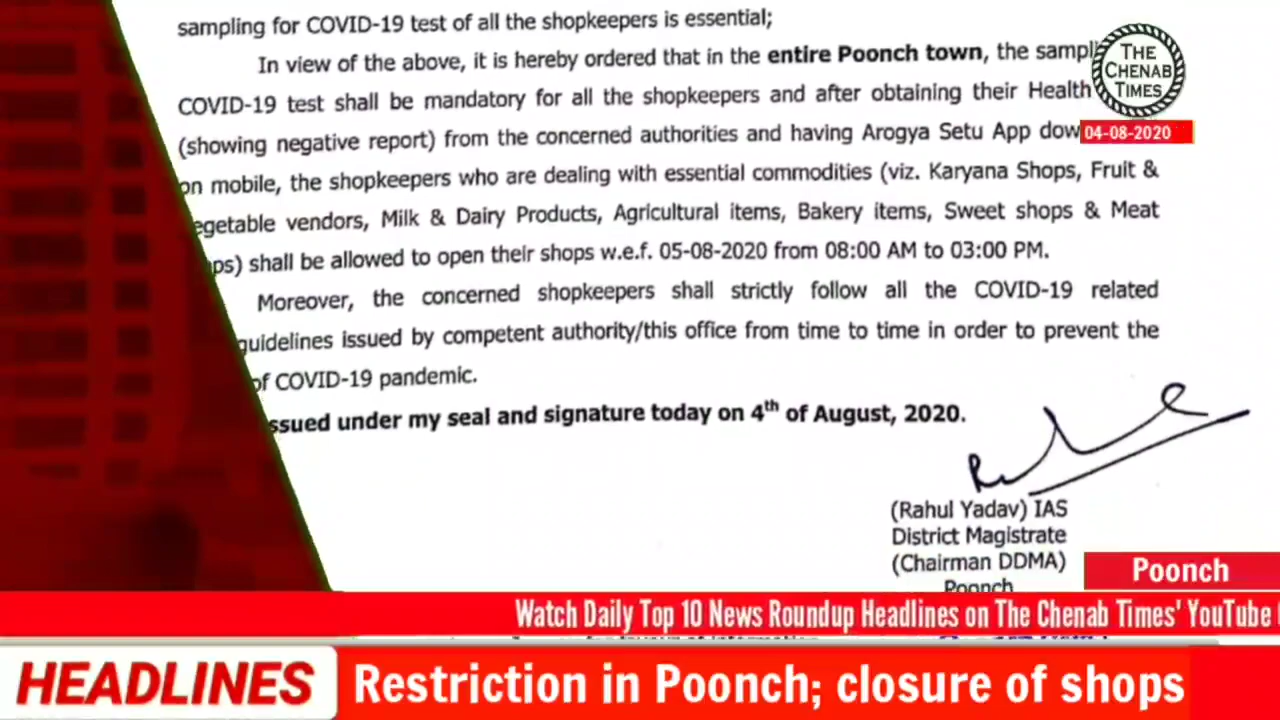 sampling for COVID-19 test of all the shopkeepers is essential;
In view of the above, it is hereby ordered that in the entire Poonch town, the sampl
COVID-19 test shall be mandatory for all the shopkeepers and after obtaining their Health
(showing negative report) from the concerned authorities and having Arogya Setu App dow
on mobile, the shopkeepers who are dealing with essential commodities (viz. Karyana Shops, Fruit &
egetable vendors, Milk & Dairy Products, Agricultural items, Bakery items, Sweet shops & Meat
ps) shall be allowed to open their shops w.e.f. 05-08-2020 from 08:00 AM to 03:00 PM.
Moreover, the concerned shopkeepers shall strictly follow all the COVID-19 related
guidelines issued by competent authority/this office from time to time in order to prevent the
of COVID-19 pandemic.
ssued under my seal and signature today on 4th of August, 2020.
(Rahul Yadav) IAS
District Magistrate
(Chairman DDMA)
Poonch
THE
CHENAB
TIMES
04-08-2020
Poonch
Watch Daily Top 10 News Roundup Headlines on The Chenab Times' YouTube
HEADLINES
Restriction in Poonch; closure of shops